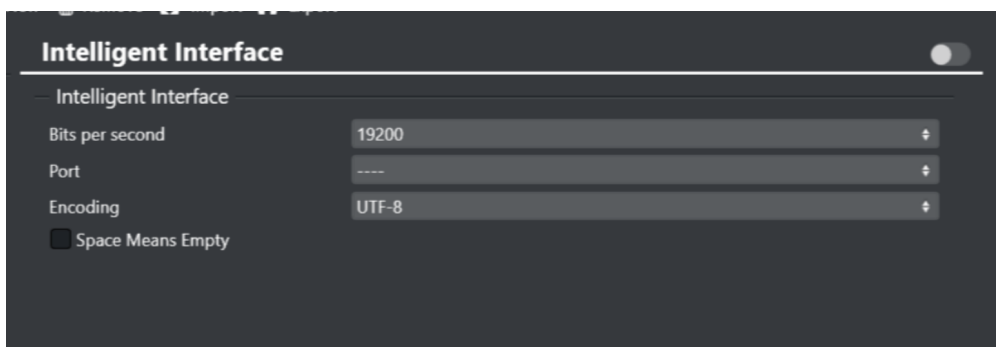 Intelligent Interface
Intelligent Interface
Bits per second 19200
Port ----
Encoding UTF-8
Space Means Empty